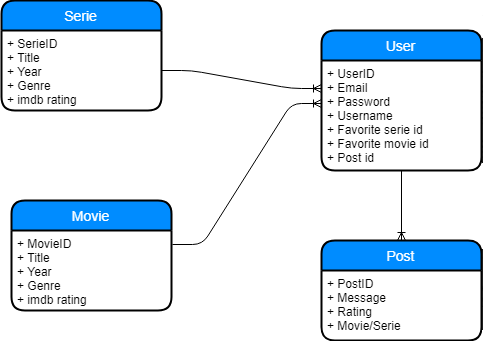 Serie
+ SerieID
+ Title
+ Year
+ Genre
+ imdb rating
User
+ UserID
+ Email
+ Password
+ Username
+ Favorite serie id
+ Favorite movie id
+ Post id
Movie
+ MovieID
+ Title
+ Year
+ Genre
+ imdb rating
Post
+ PostID
+ Message
+ Rating
+ Movie/Serie